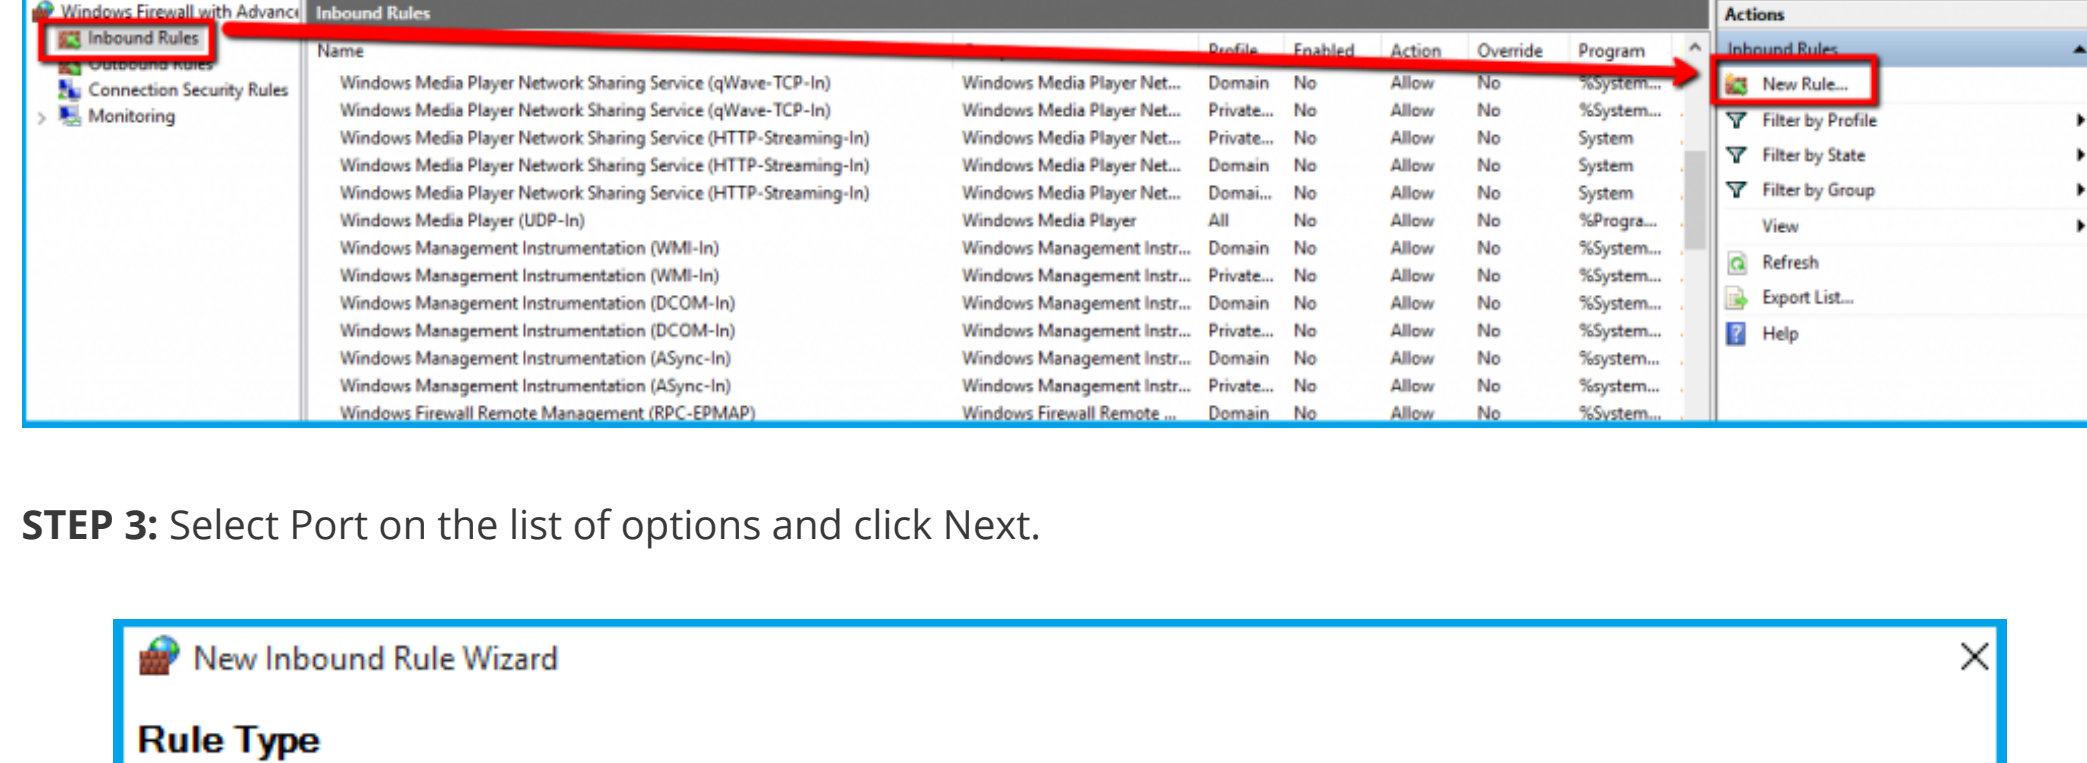 Windows Firewall with Advance
Inbound Rules
Outbound Rules
Connection Security Rules
Monitoring
Inbound Rules
Name Profile Enabled Action Override Program
Windows Media Player Network Sharing Service (qWave-TCP-In) Windows Media Player Net... Domain No Allow No %System...
Windows Media Player Network Sharing Service (qWave-TCP-In) Windows Media Player Net... Private... No Allow No %System...
Windows Media Player Network Sharing Service (HTTP-Streaming-In) Windows Media Player Net... Private... No Allow No System
Windows Media Player Network Sharing Service (HTTP-Streaming-In) Windows Media Player Net... Domain No Allow No System
Windows Media Player Network Sharing Service (HTTP-Streaming-In) Windows Media Player Net... Domai... No Allow No System
Windows Media Player (UDP-In) Windows Media Player All No Allow No %Progra...
Windows Management Instrumentation (WMI-In) Windows Management Instr... Domain No Allow No %System...
Windows Management Instrumentation (WMI-In) Windows Management Instr... Private... No Allow No %System...
Windows Management Instrumentation (DCOM-In) Windows Management Instr... Domain No Allow No %System...
Windows Management Instrumentation (DCOM-In) Windows Management Instr... Private... No Allow No %System...
Windows Management Instrumentation (ASync-In) Windows Management Instr... Domain No Allow No %system...
Windows Management Instrumentation (ASync-In) Windows Management Instr... Private... No Allow No %system...
Windows Firewall Remote Management (RPC-EPMAP) Windows Firewall Remote ... Domain No Allow No %System...
Actions
Inbound Rules
New Rule...
Filter by Profile
Filter by State
Filter by Group
View
Refresh
Export List...
Help
STEP 3: Select Port on the list of options and click Next.
New Inbound Rule Wizard
Rule Type